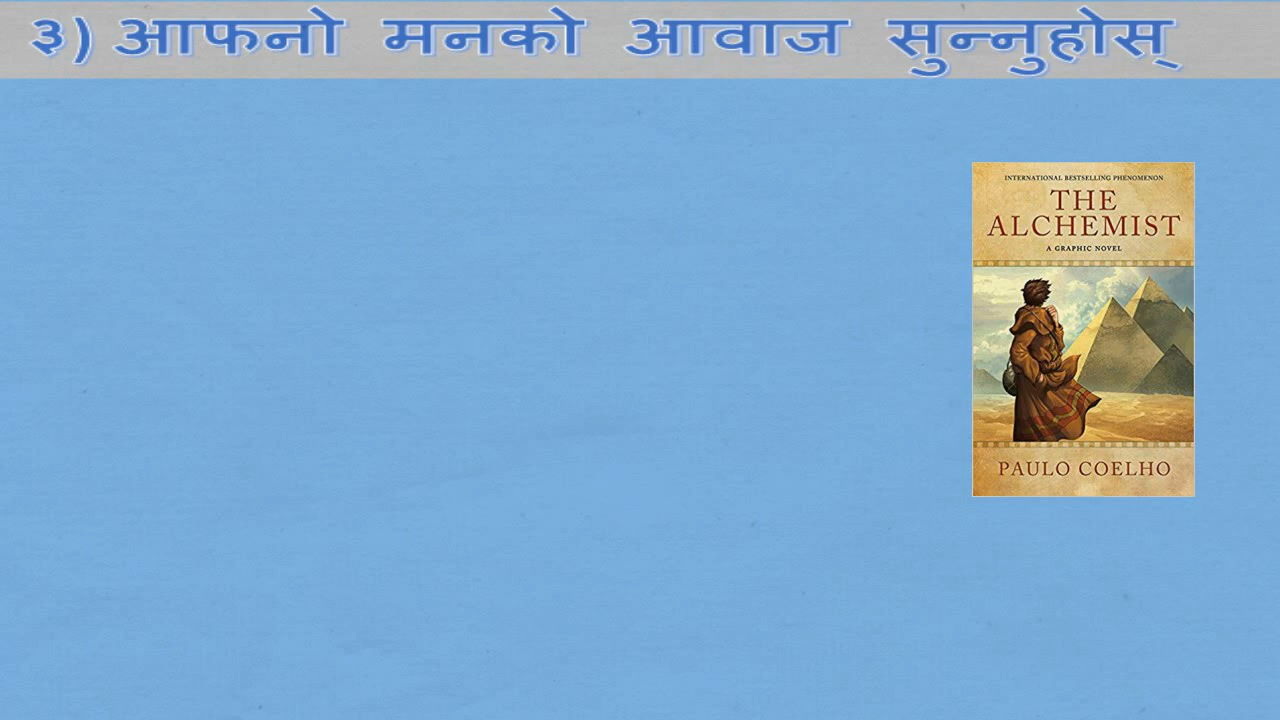 ३) आफनो मनको आवाज सुन्नुहोस्
INTERNATIONAL BESTSELLING PHENOMENON
THE
ALCHEMIST
A GRAPHIC NOVEL
PAULO COELHO